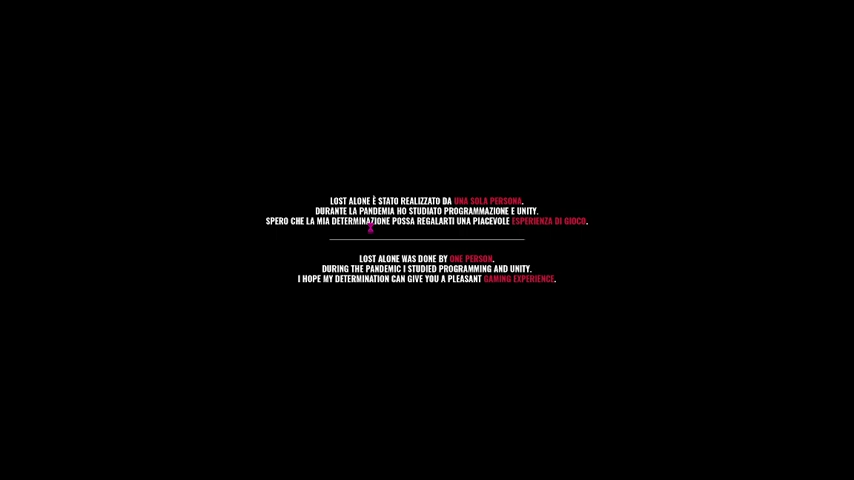 LOST ALONE È STATO REALIZZATO DA UNA SOLA PERSONA.
DURANTE LA PANDEMIA HO STUDIATO PROGRAMMAZIONE E UNITY.
SPERO CHE LA MIA DETERMINAZIONE POSSA REGALARTI UNA PIACEVOLE ESPERIENZA DI GIOCO.
LOST ALONE WAS DONE BY ONE PERSON.
DURING THE PANDEMIC I STUDIED PROGRAMMING AND UNITY.
I HOPE MY DETERMINATION CAN GIVE YOU A PLEASANT GAMING EXPERIENCE.